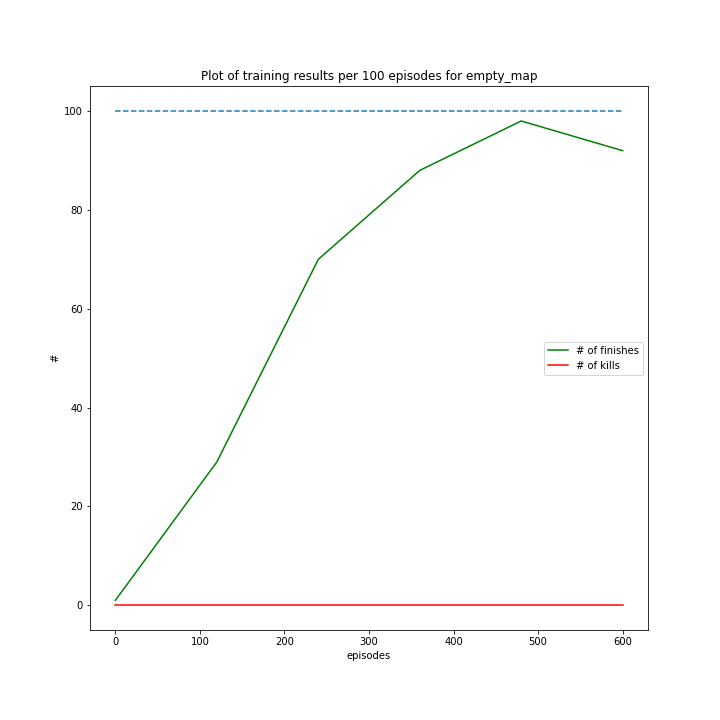 Plot of training results per 100 episodes for empty_map
100
80
60
40
20
0
#
# of finishes
# of kills
0 100 200 300 400 500 600
episodes